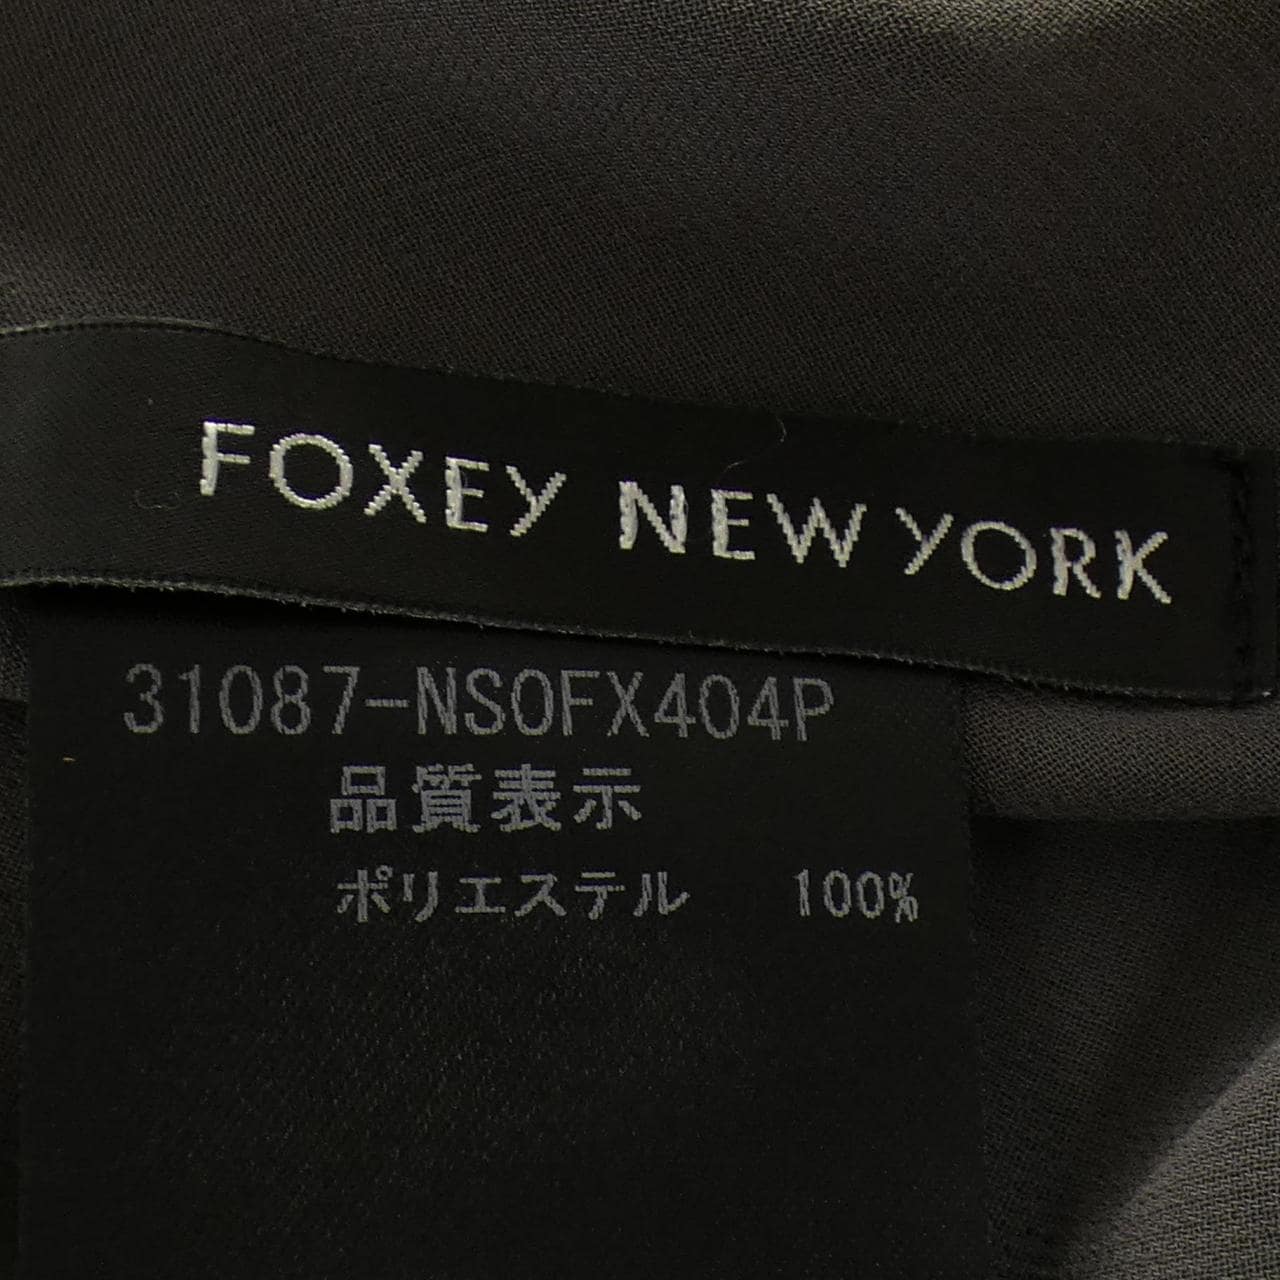 FOXEY NEW YORK
31087-NSOFX404P
品質表示
ポリエステル 100%